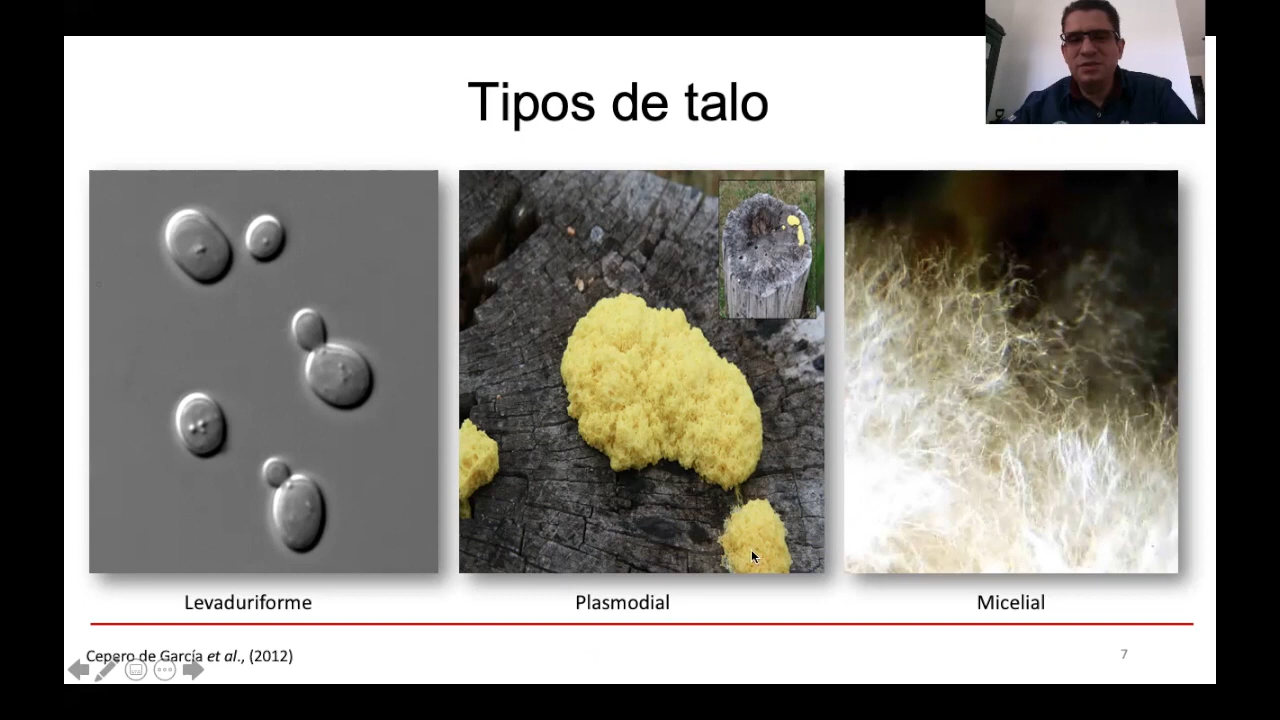 Tipos de talo
Levaduriforme
Plasmodial
Micelial
Cepero de García et al., (2012)
7